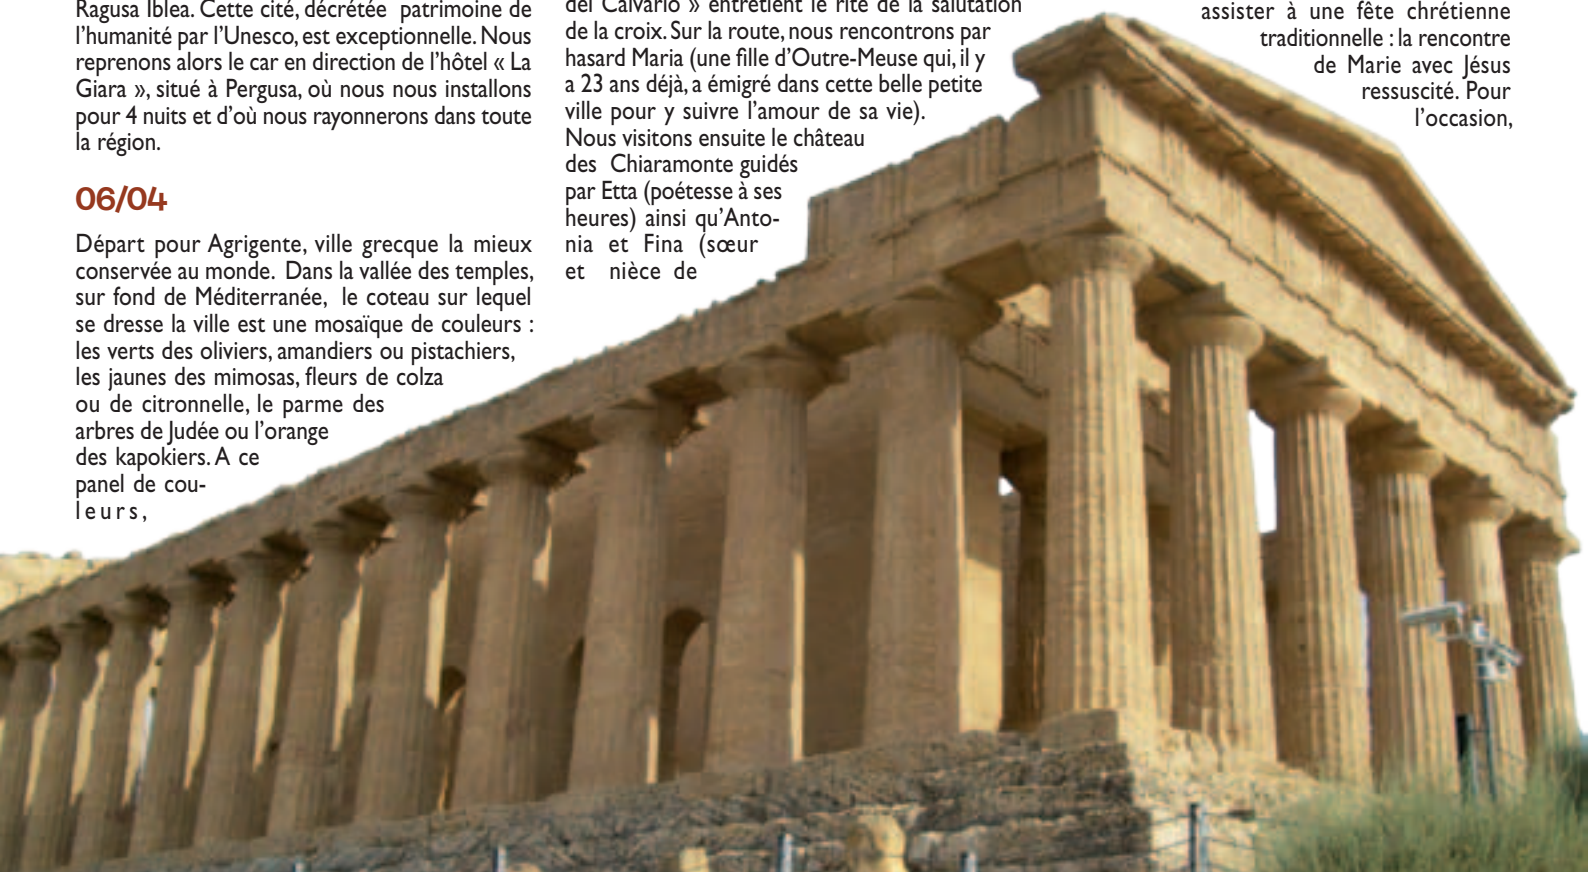 Ragusa Iblea. Cette cité, décrétée patrimoine de
l'humanité par l'Unesco, est exceptionnelle. Nous
reprenons alors le car en direction de l'hôtel « La
Giara », situé à Pergusa, où nous nous installons
pour 4 nuits et d'où nous rayonnerons dans toute
la région.
06/04
Départ pour Agrigente, ville grecque la mieux
conservée au monde. Dans la vallée des temples,
sur fond de Méditerranée, le coteau sur lequel
se dresse la ville est une mosaïque de couleurs :
les verts des oliviers, amandiers ou pistachiers,
les jaunes des mimosas, fleurs de colza
ou de citronnelle, le parme des
arbres de Judée ou l'orange
des kapokiers. A ce
panel de cou-
leurs,
del Calvario » entretient le rite de la salutation
de la croix. Sur la route, nous rencontrons par
hasard Maria (une fille d'Outre-Meuse qui, il y
a 23 ans déjà, a émigré dans cette belle petite
ville pour y suivre l'amour de sa vie).
Nous visitons ensuite le château
des Chiaramonte guidés
par Etta (poétesse à ses
heures) ainsi qu'Anto-
nia et Fina (sœur
et nièce de
assister à une fête chrétienne
traditionnelle : la rencontre
de Marie avec Jésus
ressuscité. Pour
l'occasion,